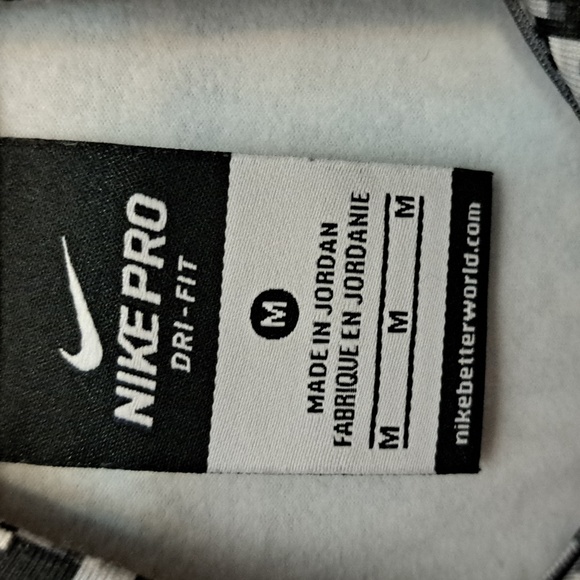 NIKE PRO
DRI-FIT
M
MADE IN JORDAN
FABRIQUE EN JORDANIE
M M M
nikebetterworld.com